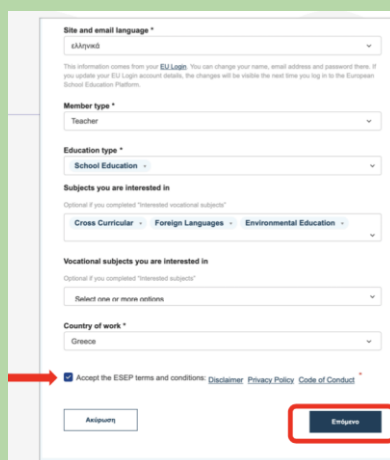 Site and email language *
ελληνικά
This information comes from your EU Login. You can change your name, email address and password there. If
you update your EU Login account details, the changes will be visible the next time you log in to the European
School Education Platform.
Member type *
Teacher
Education type *
School Education
Subjects you are interested in
Optional if you completed "Interested vocational subjects"
Cross Curricular Foreign Languages Environmental Education
Vocational subjects you are interested in
Optional if you completed "Interested subjects"
Select one or more options
Country of work *
Greece
Accept the ESEP terms and conditions: Disclaimer Privacy Policy Code of Conduct *
Ακύρωση Επόμενο